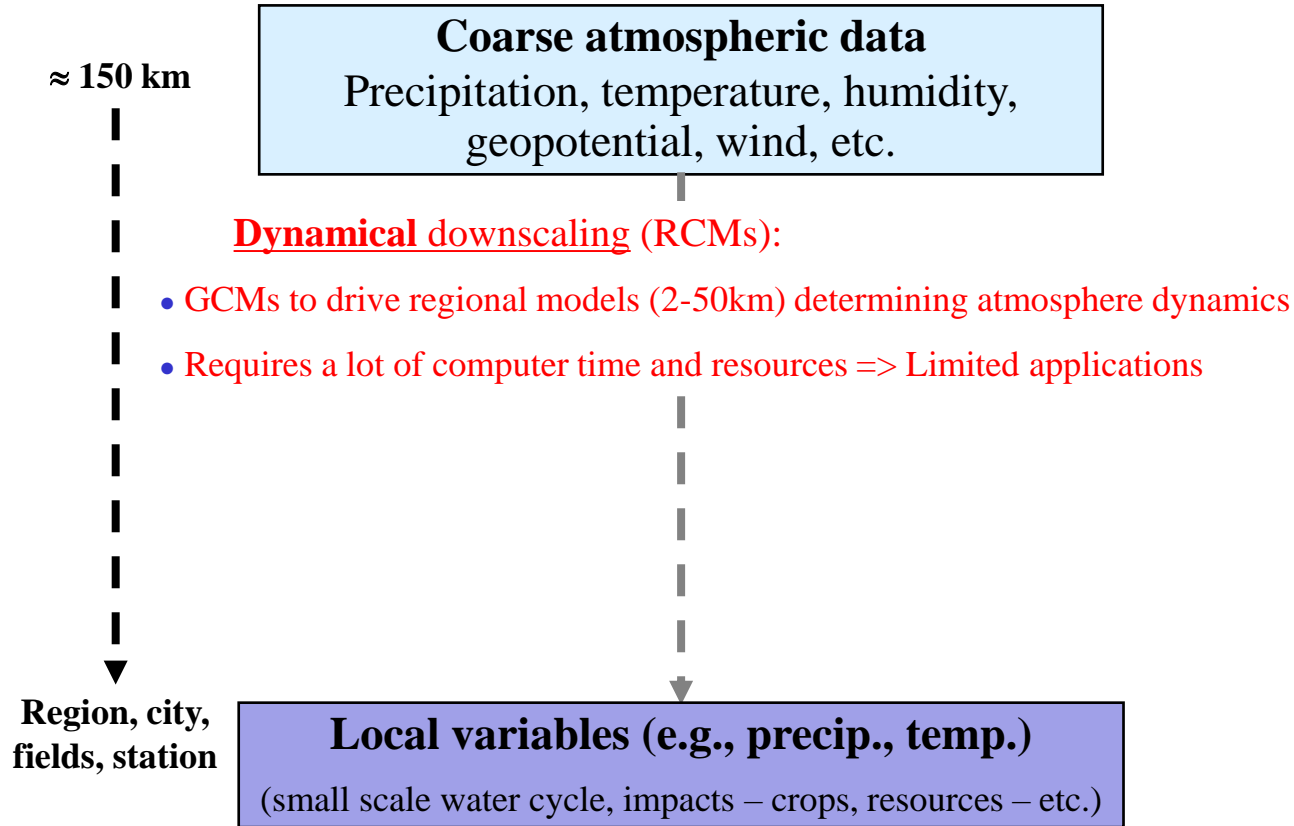 Coarse atmospheric data
Precipitation, temperature, humidity,
geopotential, wind, etc.
≈ 150 km
Dynamical downscaling (RCMs):
• GCMs to drive regional models (2-50km) determining atmosphere dynamics
• Requires a lot of computer time and resources => Limited applications
Region, city,
fields, station
Local variables (e.g., precip., temp.)
(small scale water cycle, impacts – crops, resources – etc.)